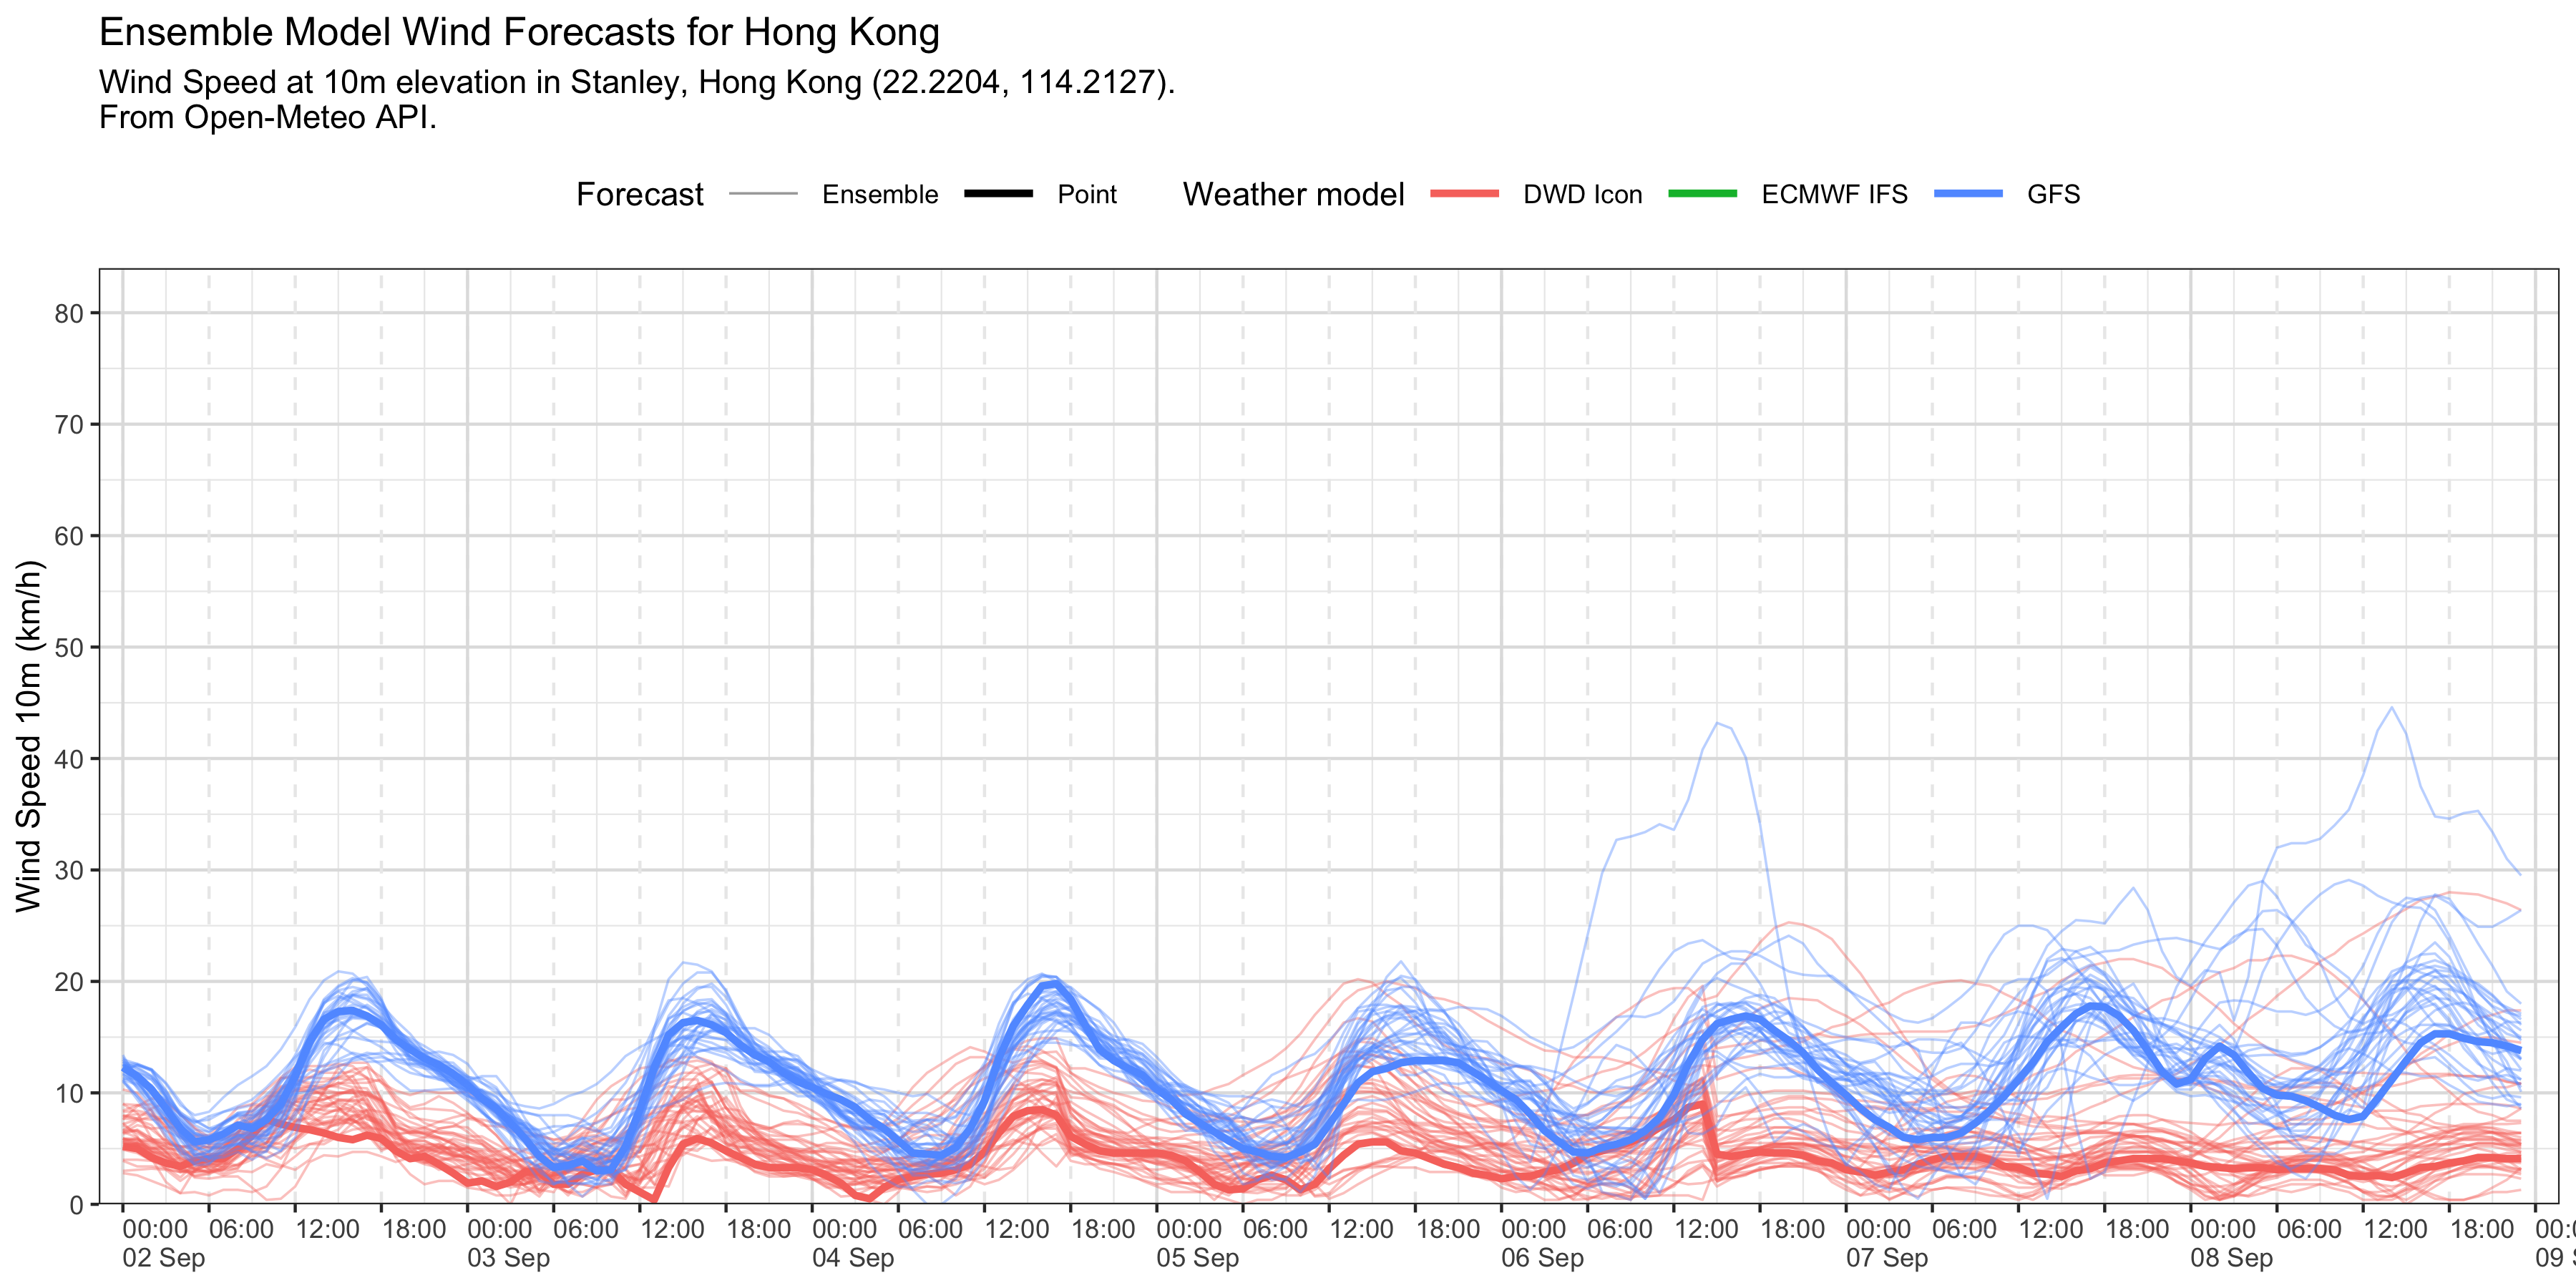 Ensemble Model Wind Forecasts for Hong Kong
Wind Speed at 10m elevation in Stanley, Hong Kong (22.2204, 114.2127).
From Open-Meteo API.
Forecast Ensemble Point Weather model DWD Icon ECMWF IFS GFS
Wind Speed 10m (km/h)
80
70
60
50
40
30
20
10
0
00:00 06:00 12:00 18:00 00:00 06:00 12:00 18:00 00:00 06:00 12:00 18:00 00:00 06:00 12:00 18:00 00:00 06:00 12:00 18:00 00:00 06:00 12:00 18:00 00:00 06:00 12:00 18:00
02 Sep 03 Sep 04 Sep 05 Sep 06 Sep 07 Sep 08 Sep 09